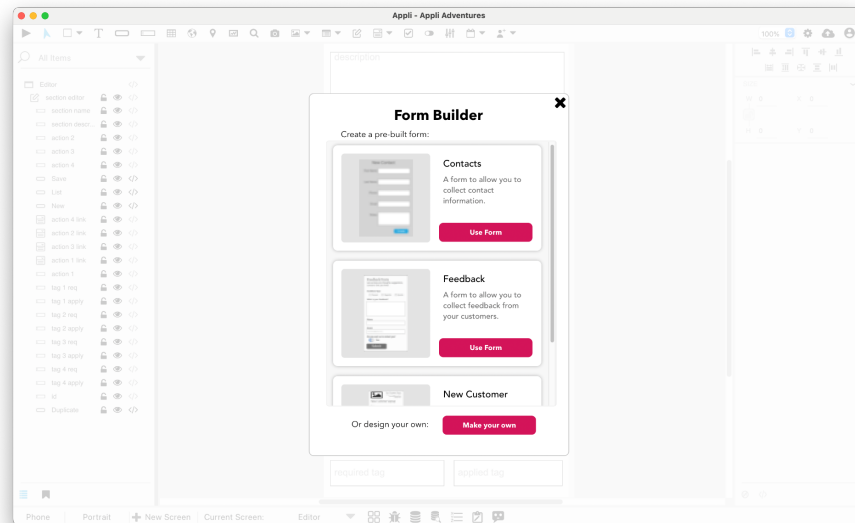 Appli - Appli Adventures
100%
All Items
description
Editor
section editor
section name
section descri...
action 2
action 3
action 4
Save
List
New
action 4 link
action 2 link
action 3 link
action 1 link
action 1
tag 1 req
tag 1 apply
tag 2 req
tag 2 apply
tag 3 req
tag 3 apply
tag 4 req
tag 4 apply
id
Duplicate
Form Builder
Create a pre-built form:
Contacts
A form to allow you to
collect contact
information.
Use Form
Feedback
A form to allow you to
collect feedback from
your customers.
Use Form
New Customer
Or design your own:
Make your own
required tag
applied tag
Phone
Portrait
New Screen
Current Screen:
Editor